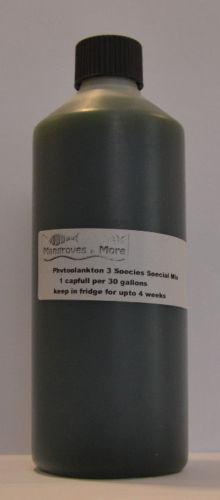 Mangroves & More
Phytoplankton 3 Species Special Mix
1 capfull per 30 gallons
keep in fridge for upto 4 weeks